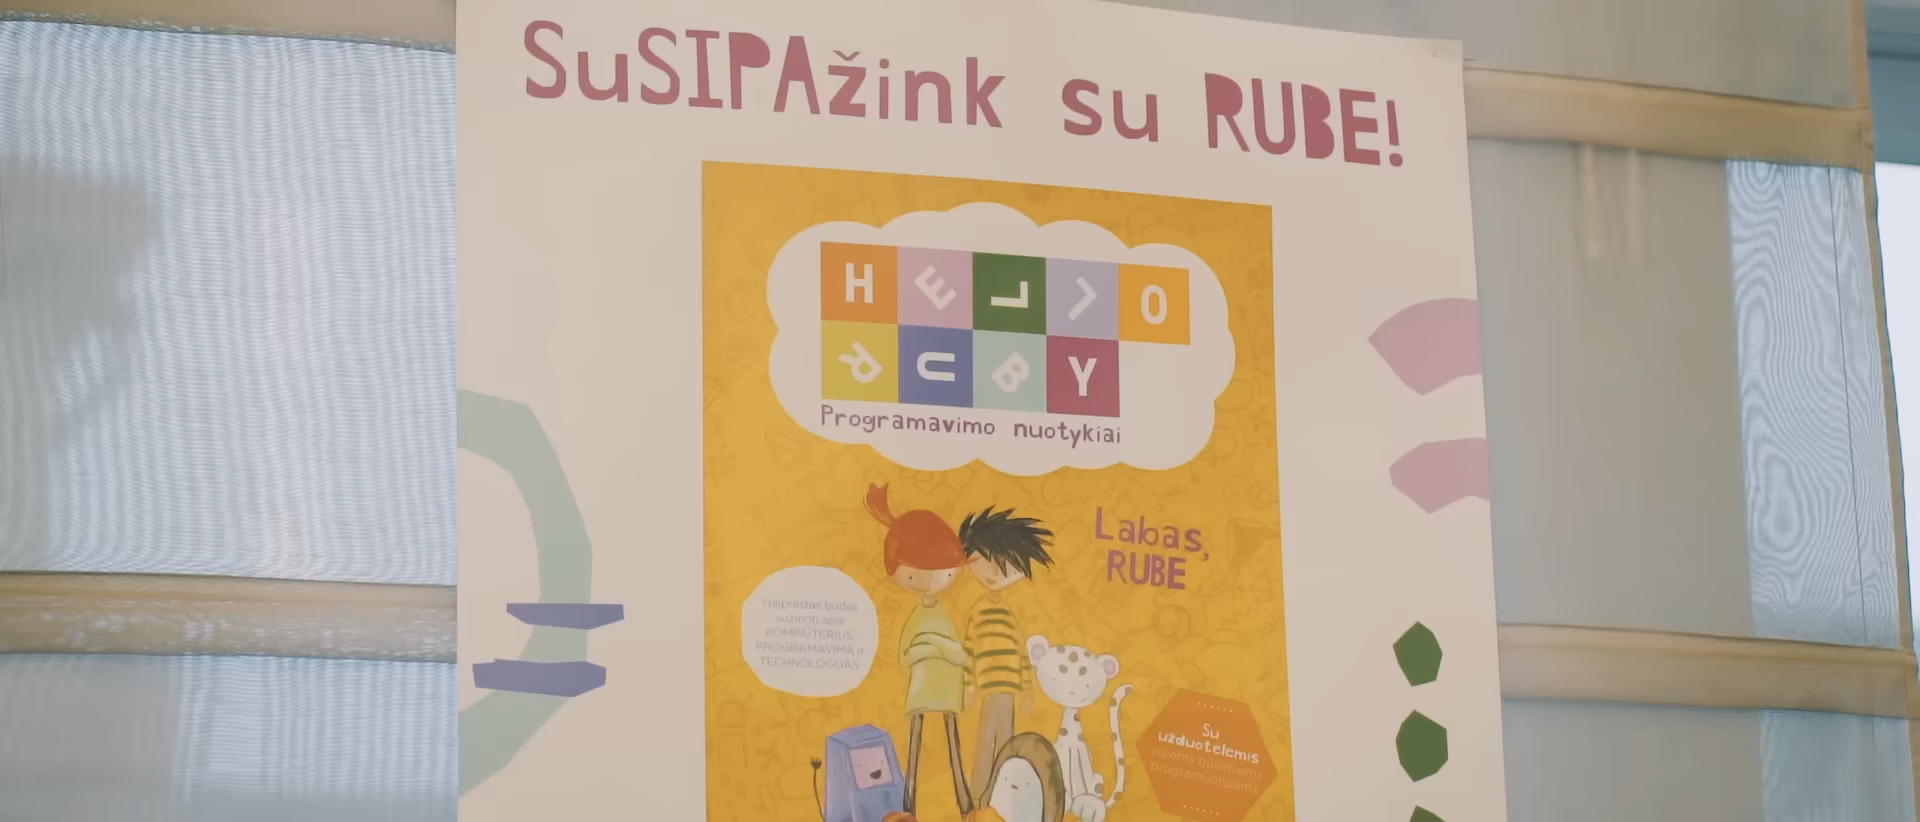 SuSIPAžink su RUBE!
HELLO
RUBY
Programavimo nuotykiai
Labas,
RUBE
Neįprastas būdas
sužinoti apie
KOMPIUTERIUS,
PROGRAMAVIMĄ ir
TECHNOLOGIJAS
Su
užduotėlėmis
visiems būsimiems
programuotojams